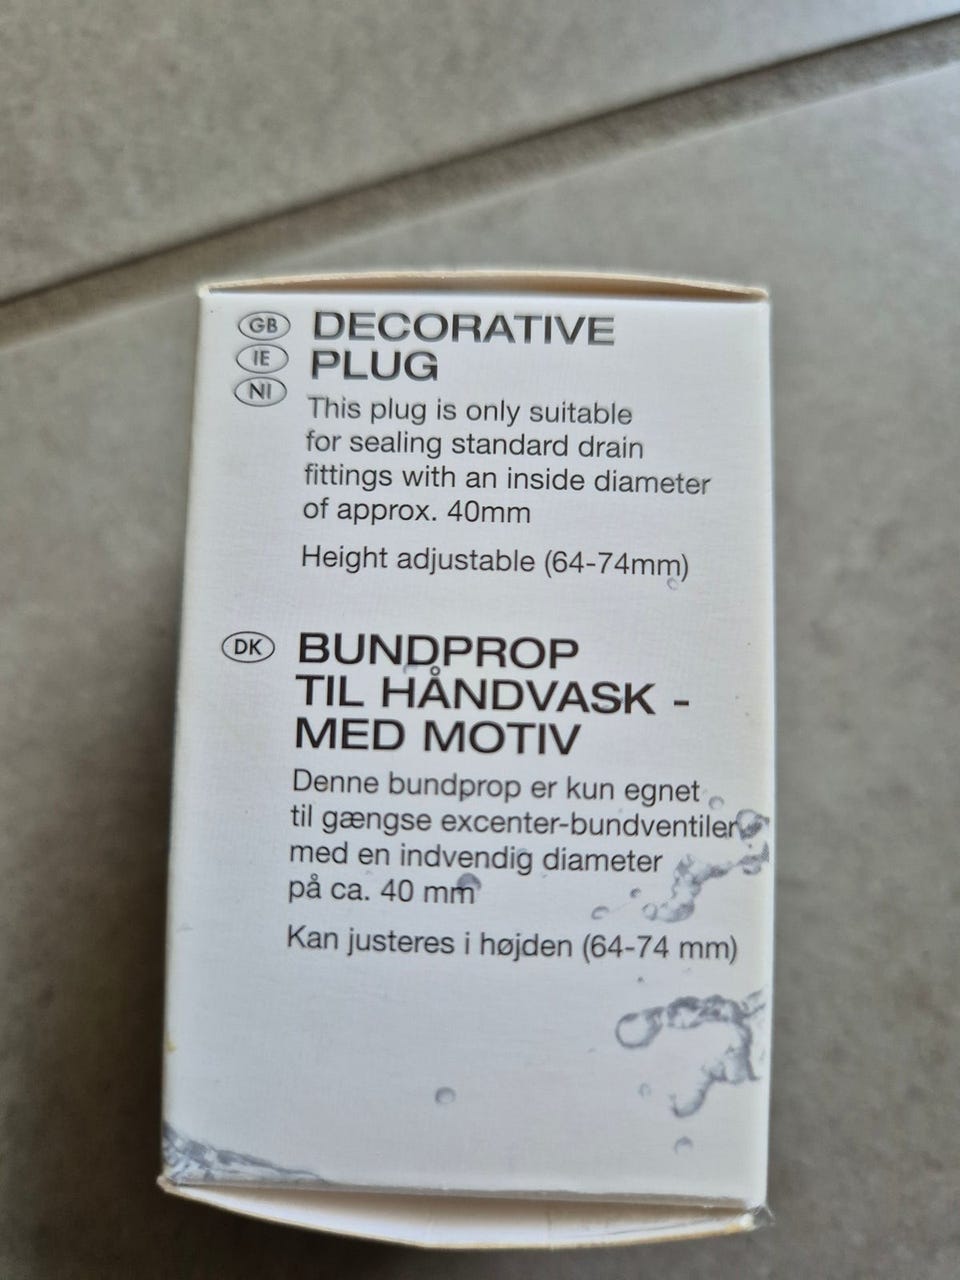 GB DECORATIVE
IE PLUG
NI
This plug is only suitable
for sealing standard drain
fittings with an inside diameter
of approx. 40mm
Height adjustable (64-74mm)
DK BUNDPROP
TIL HÅNDVASK -
MED MOTIV
Denne bundprop er kun egnet
til gængse excenter-bundventiler
med en indvendig diameter
på ca. 40 mm
Kan justeres i højden (64-74 mm)